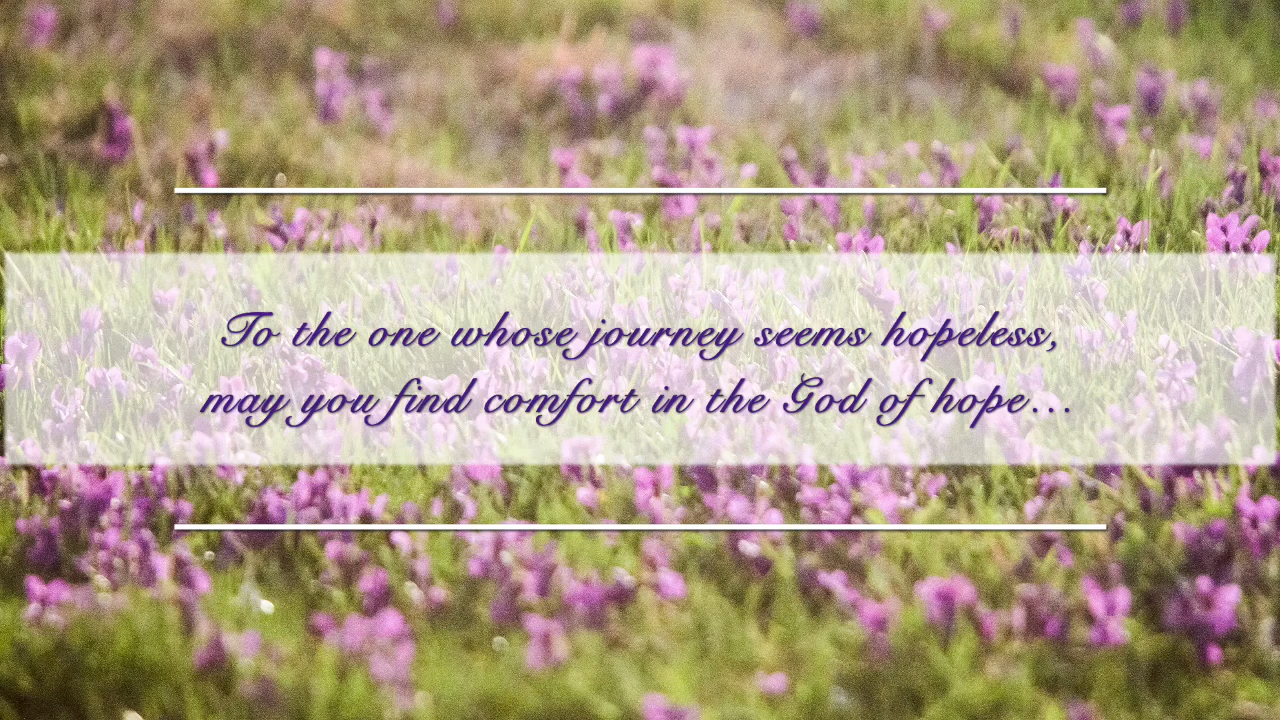 To the one whose journey seems hopeless,
may you find comfort in the God of hope...